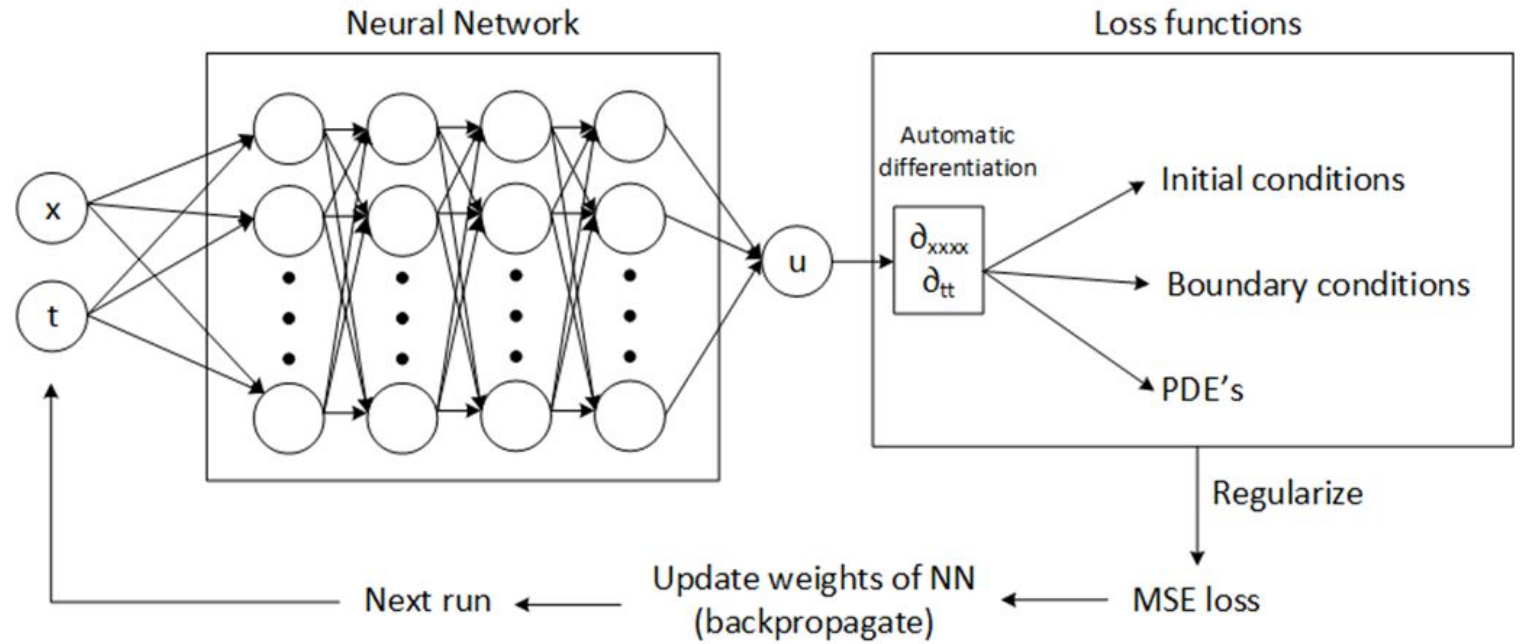 Neural Network
Loss functions
Automatic
differentiation
x
t
u
∂xxxx
∂tt
Initial conditions
Boundary conditions
PDE's
Regularize
MSE loss
Update weights of NN
(backpropagate)
Next run